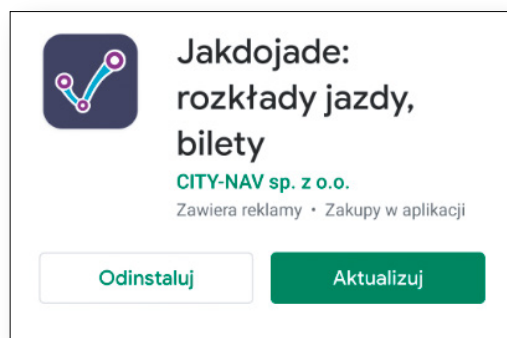 Jakdojade:
rozkłady jazdy,
bilety
CITY-NAV sp. z o.o.
Zawiera reklamy • Zakupy w aplikacji
Odinstaluj
Aktualizuj